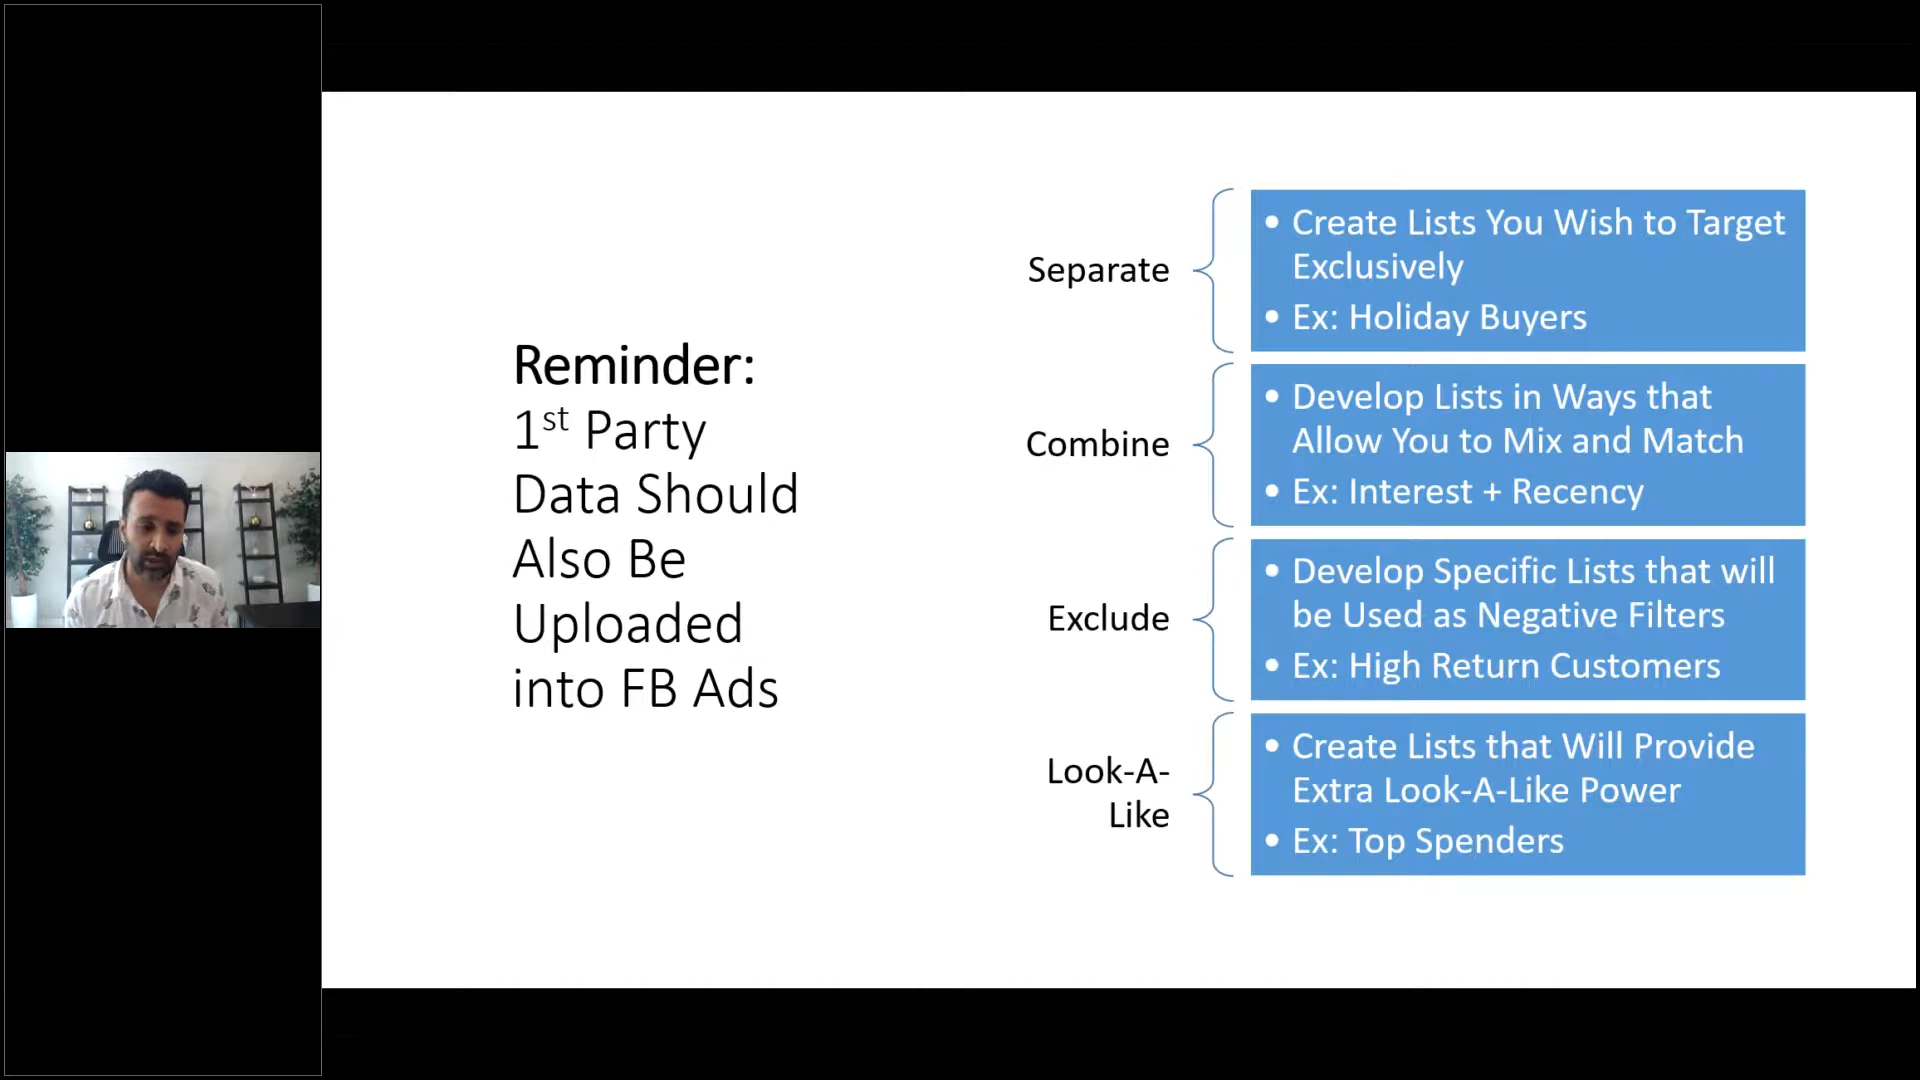 Reminder:
1st Party
Data Should
Also Be
Uploaded
into FB Ads
Separate
• Create Lists You Wish to Target
Exclusively
• Ex: Holiday Buyers
Combine
• Develop Lists in Ways that
Allow You to Mix and Match
• Ex: Interest + Recency
Exclude
• Develop Specific Lists that will
be Used as Negative Filters
• Ex: High Return Customers
Look-A-
Like
• Create Lists that Will Provide
Extra Look-A-Like Power
• Ex: Top Spenders